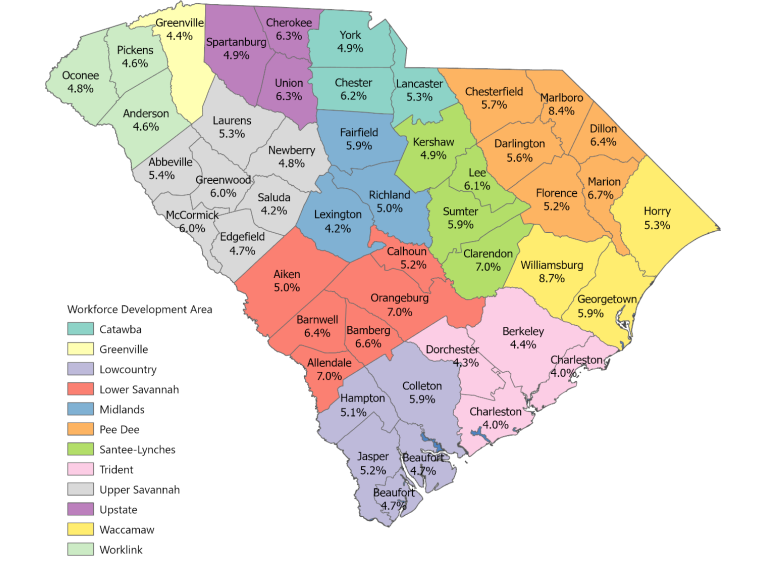 Greenville
4.4%
Cherokee
6.3%
Spartanburg
4.9%
York
4.9%
Pickens
4.6%
Oconee
4.8%
Union
6.3%
Chester
6.2%
Lancaster
5.3%
Chesterfield
5.7%
Marlboro
8.4%
Anderson
4.6%
Laurens
5.3%
Fairfield
5.9%
Kershaw
4.9%
Darlington
5.6%
Dillon
6.4%
Newberry
4.8%
Abbeville
5.4%
Greenwood
6.0%
Lee
6.1%
Marion
6.7%
Saluda
4.2%
Richland
5.0%
Florence
5.2%
McCormick
6.0%
Lexington
4.2%
Sumter
5.9%
Horry
5.3%
Edgefield
4.7%
Calhoun
5.2%
Clarendon
7.0%
Williamsburg
8.7%
Aiken
5.0%
Orangeburg
7.0%
Georgetown
5.9%
Barnwell
6.4%
Bamberg
6.6%
Berkeley
4.4%
Dorchester
4.3%
Allendale
7.0%
Charleston
4.0%
Hampton
5.1%
Colleton
5.9%
Charleston
4.0%
Jasper
5.2%
Beaufort
4.7%
Beaufort
4.7%
Workforce Development Area
Catawba
Greenville
Lowcountry
Lower Savannah
Midlands
Pee Dee
Santee-Lynches
Trident
Upper Savannah
Upstate
Waccamaw
Worklink